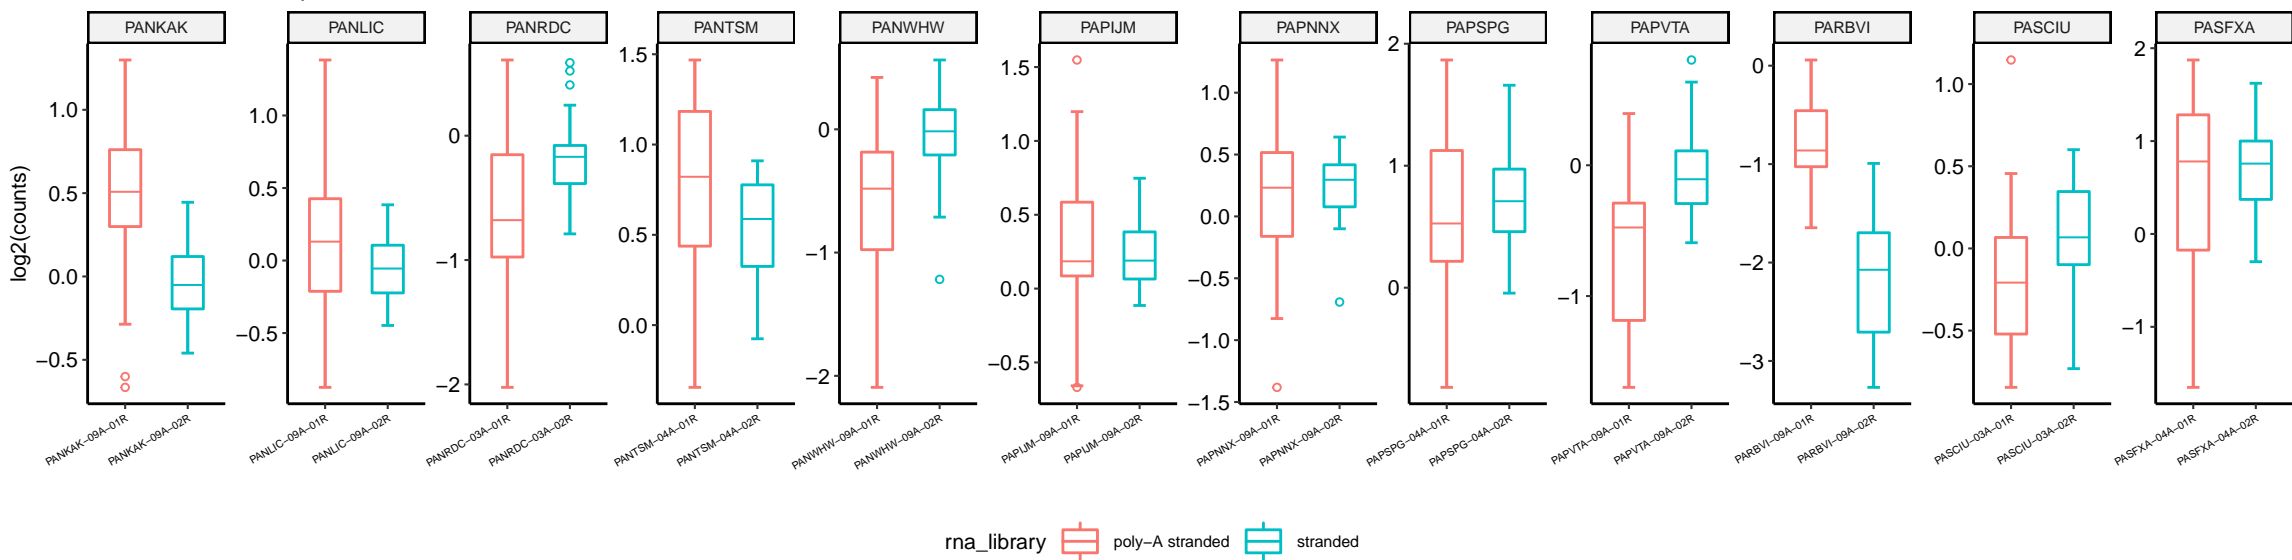 PANKAK PANLIC PANRDC PANTSM PANWHW PAPIJM PAPNNX PAPSPG PAPVTA PARBVI PASCIU PASFXA
log2(counts)
1.0
0.5
0.0
−0.5
1.0
0.5
0.0
−0.5
0
−1
−2
1.5
1.0
0.5
0.0
0
−1
−2
1.5
1.0
0.5
0.0
−0.5
1.0
0.5
0.0
−0.5
−1.0
−1.5
2
1
0
0
−1
0
−1
−2
−3
1.0
0.5
0.0
−0.5
2
1
0
−1
PANKAK−09A−01R
PANKAK−09A−02R
PANLIC−09A−01R
PANLIC−09A−02R
PANRDC−03A−01R
PANRDC−03A−02R
PANTSM−04A−01R
PANTSM−04A−02R
PANWHW−09A−01R
PANWHW−09A−02R
PAPIJM−09A−01R
PAPIJM−09A−02R
PAPNNX−09A−01R
PAPNNX−09A−02R
PAPSPG−04A−01R
PAPSPG−04A−02R
PAPVTA−09A−01R
PAPVTA−09A−02R
PARBVI−09A−01R
PARBVI−09A−02R
PASCIU−03A−01R
PASCIU−03A−02R
PASFXA−04A−01R
PASFXA−04A−02R
rna_library poly−A stranded stranded